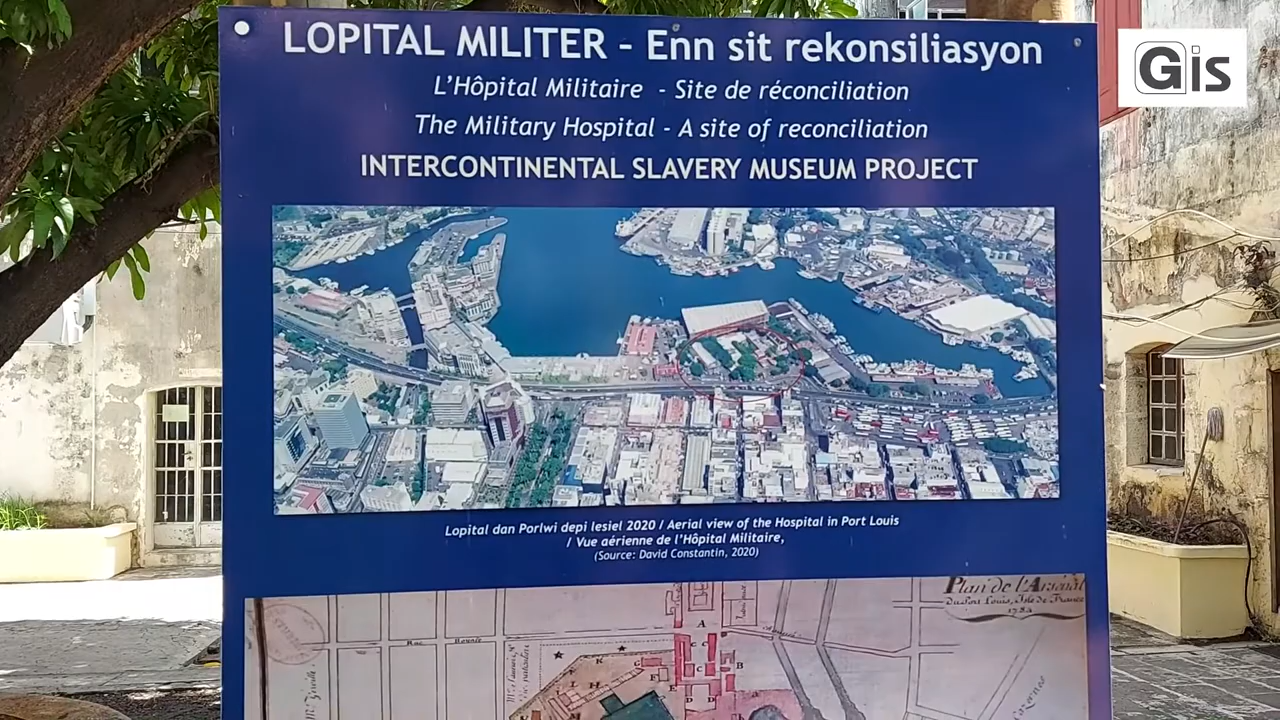 LOPITAL MILITER - Enn sit rekonsiliasyon
Gis
L'Hôpital Militaire - Site de réconciliation
The Military Hospital - A site of reconciliation
INTERCONTINENTAL SLAVERY MUSEUM PROJECT
Lopital dan Porlwi depi lesiel 2020 / Aerial view of the Hospital in Port Louis
/ Vue aérienne de l'Hôpital Militaire,
(Source: David Constantin, 2020)
Plan de l'Arsenal
du Port Louis, Isle de France
A
Rue
K
G
B
C
E
F
H
D D